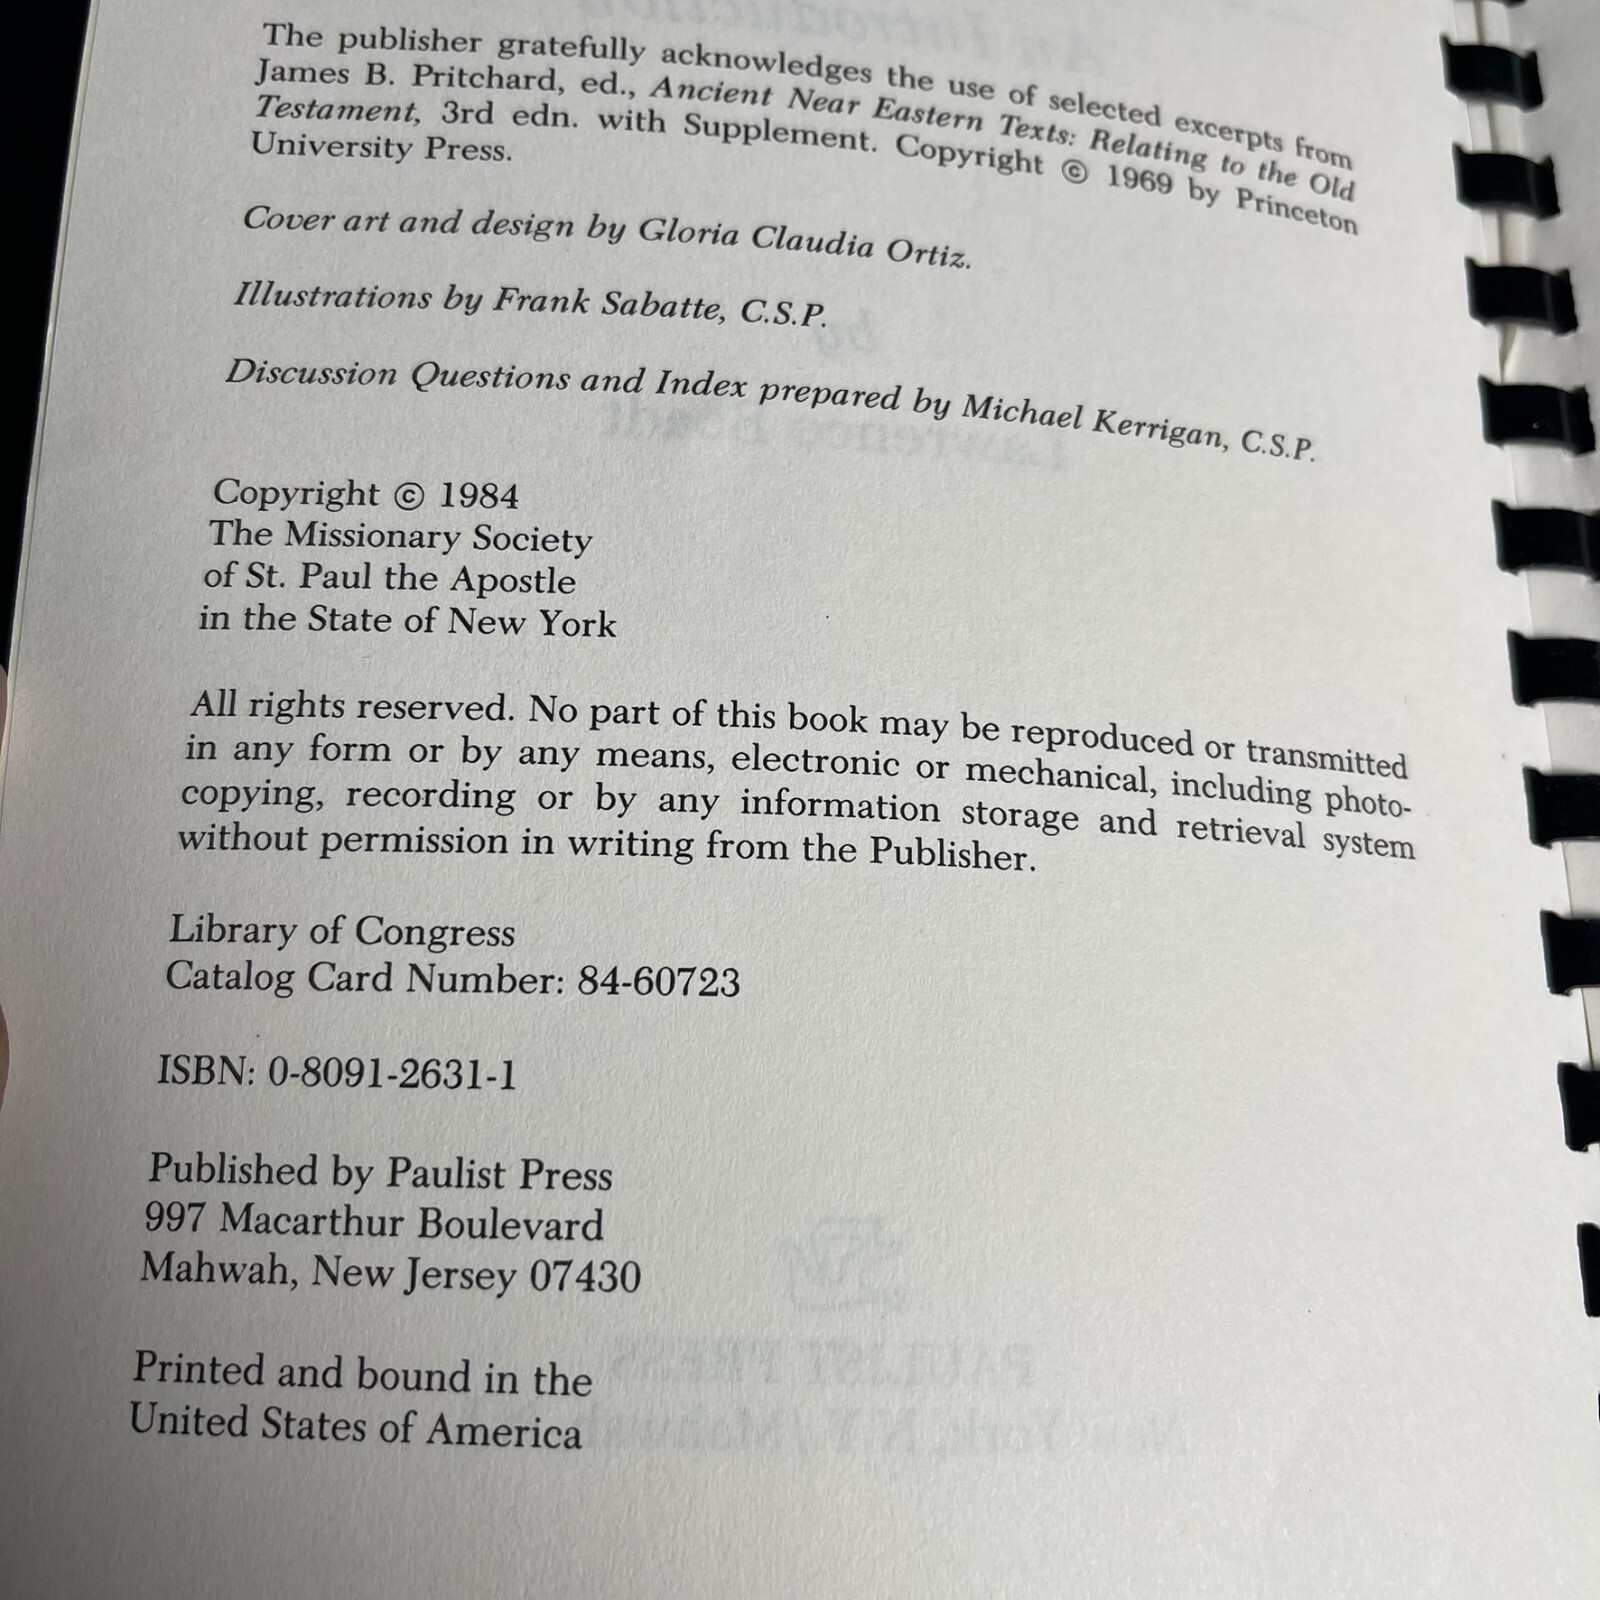 The publisher gratefully acknowledges the use of selected excerpts from
James B. Pritchard, ed., Ancient Near Eastern Texts: Relating to the Old
Testament, 3rd edn. with Supplement. Copyright © 1969 by Princeton
University Press.
Cover art and design by Gloria Claudia Ortiz.
Illustrations by Frank Sabatte, C.S.P.
Discussion Questions and Index prepared by Michael Kerrigan, C.S.P.
Copyright © 1984
The Missionary Society
of St. Paul the Apostle
in the State of New York
All rights reserved. No part of this book may be reproduced or transmitted
in any form or by any means, electronic or mechanical, including photo-
copying, recording or by any information storage and retrieval system
without permission in writing from the Publisher.
Library of Congress
Catalog Card Number: 84-60723
ISBN: 0-8091-2631-1
Published by Paulist Press
997 Macarthur Boulevard
Mahwah, New Jersey 07430
Printed and bound in the
United States of America